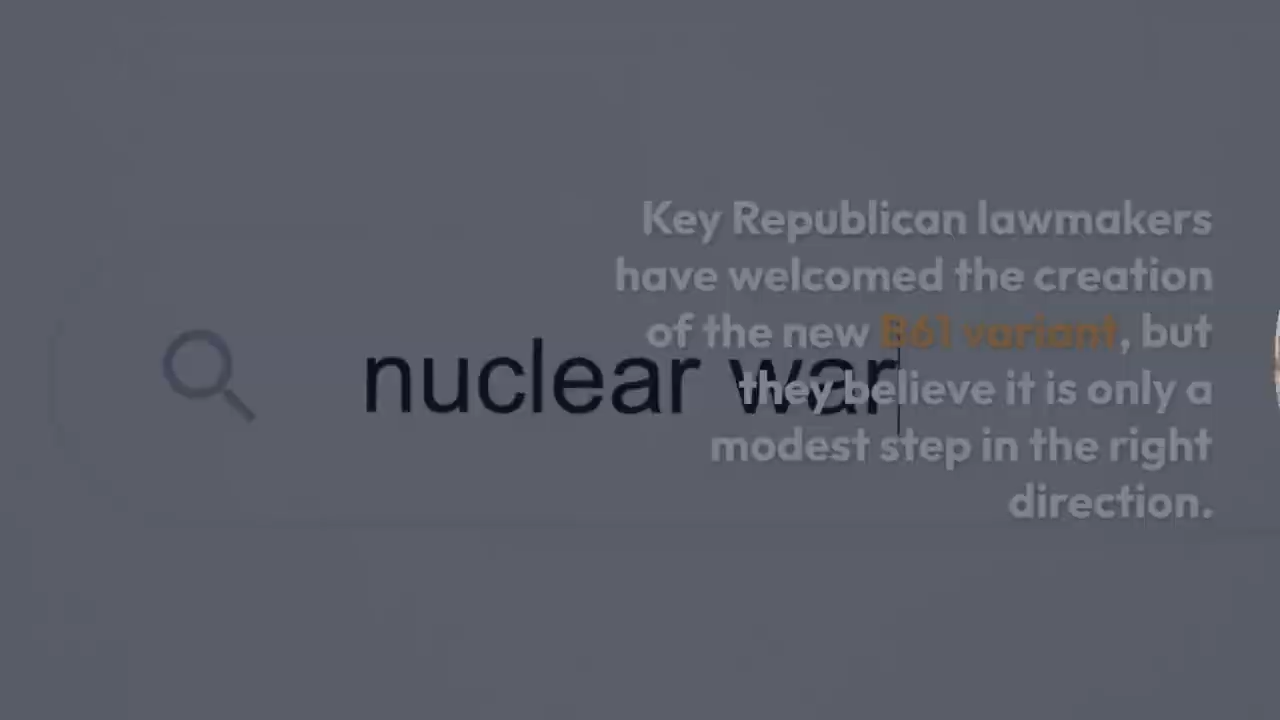 Key Republican lawmakers
have welcomed the creation
of the new B61 variant, but
nuclear war
they believe it is only a
modest step in the right
direction.